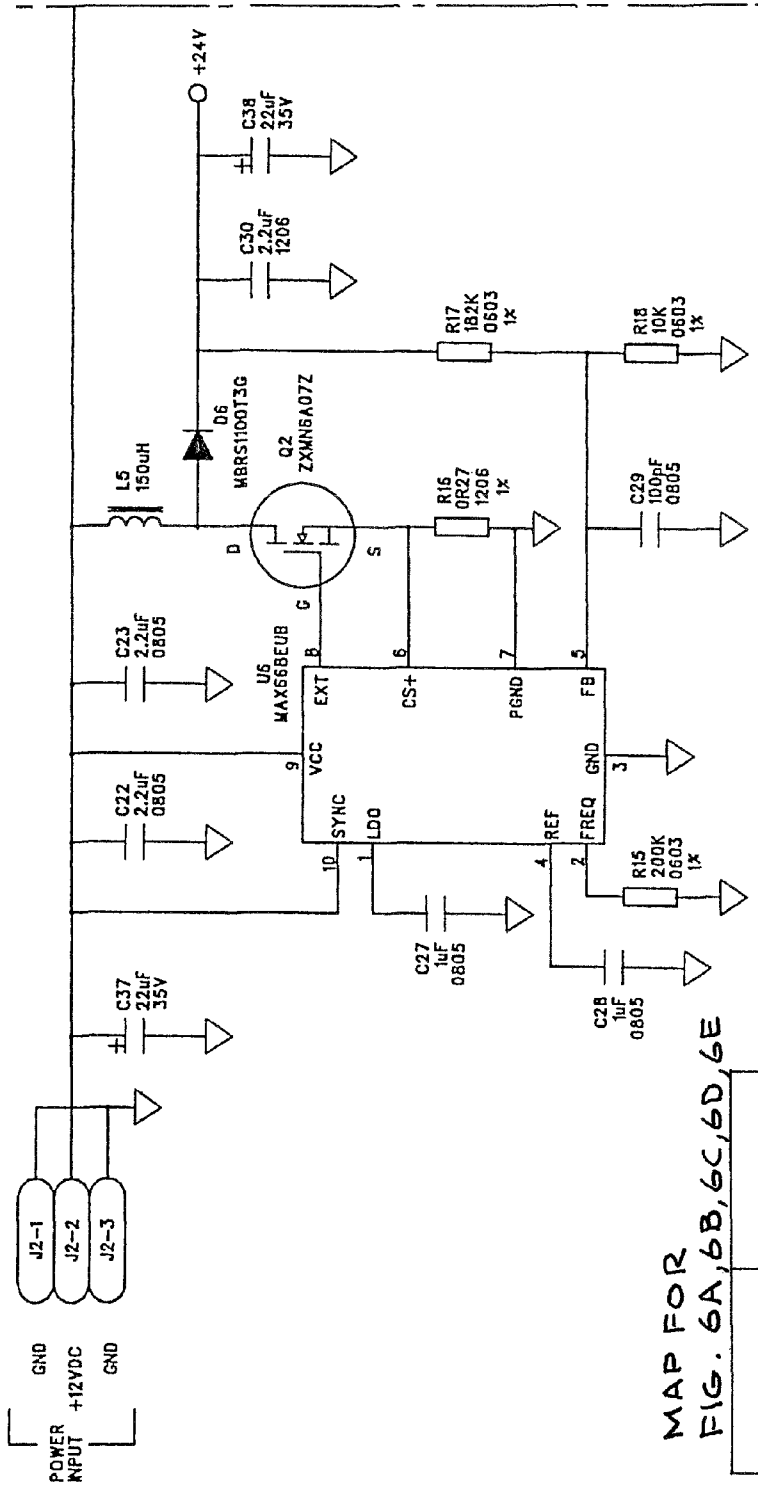 POWER
INPUT
GND
+12VDC
GND
J2-1
J2-2
J2-3
C37
22uF
35V
C22
2.2uF
0805
C23
2.2uF
0805
L5
150uH
D6
MBRS1100T3G
+24V
C30
2.2uF
1206
C38
22uF
35V
Q2
ZXMN6A07Z
D
G
S
U6
MAX668EUB
10
SYNC
9
VCC
8
EXT
1
LDO
6
CS+
7
PGND
4
REF
2
FREQ
3
GND
5
FB
C27
1uF
0805
C28
1uF
0805
R15
200K
0603
1%
R16
0R27
1206
1%
R17
182K
0603
1%
R18
10K
0603
1%
C29
100pF
0805
MAP FOR
FIG. 6A,6B,6C,6D,6E